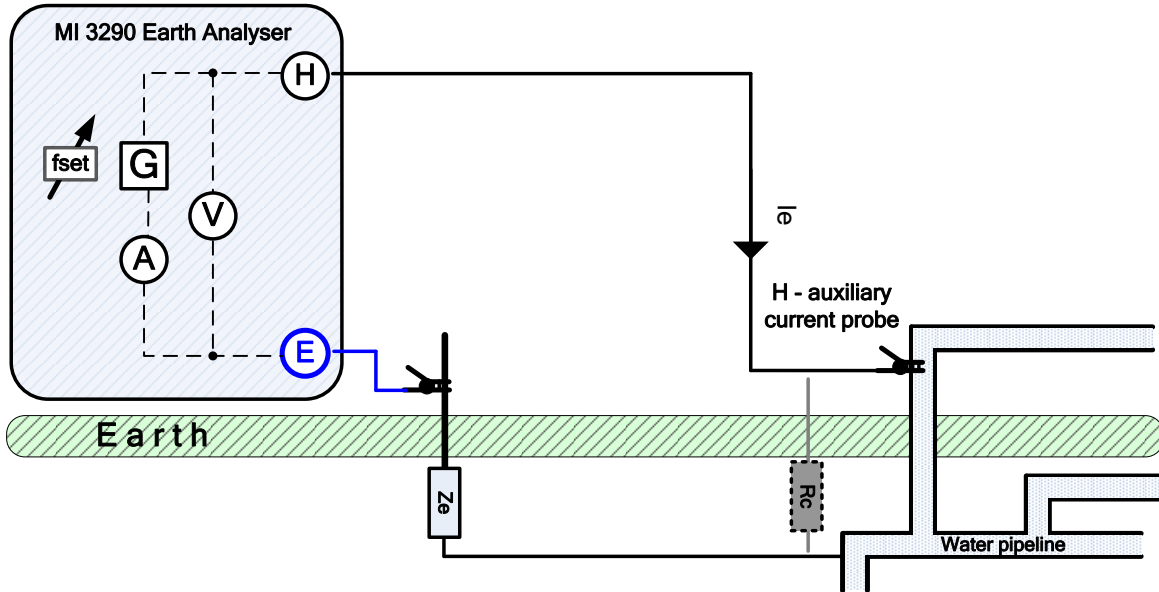 MI 3290 Earth Analyser
H
fset
G
V
A
E
Ie
H - auxiliary
current probe
Earth
Ze
Rc
Water pipeline